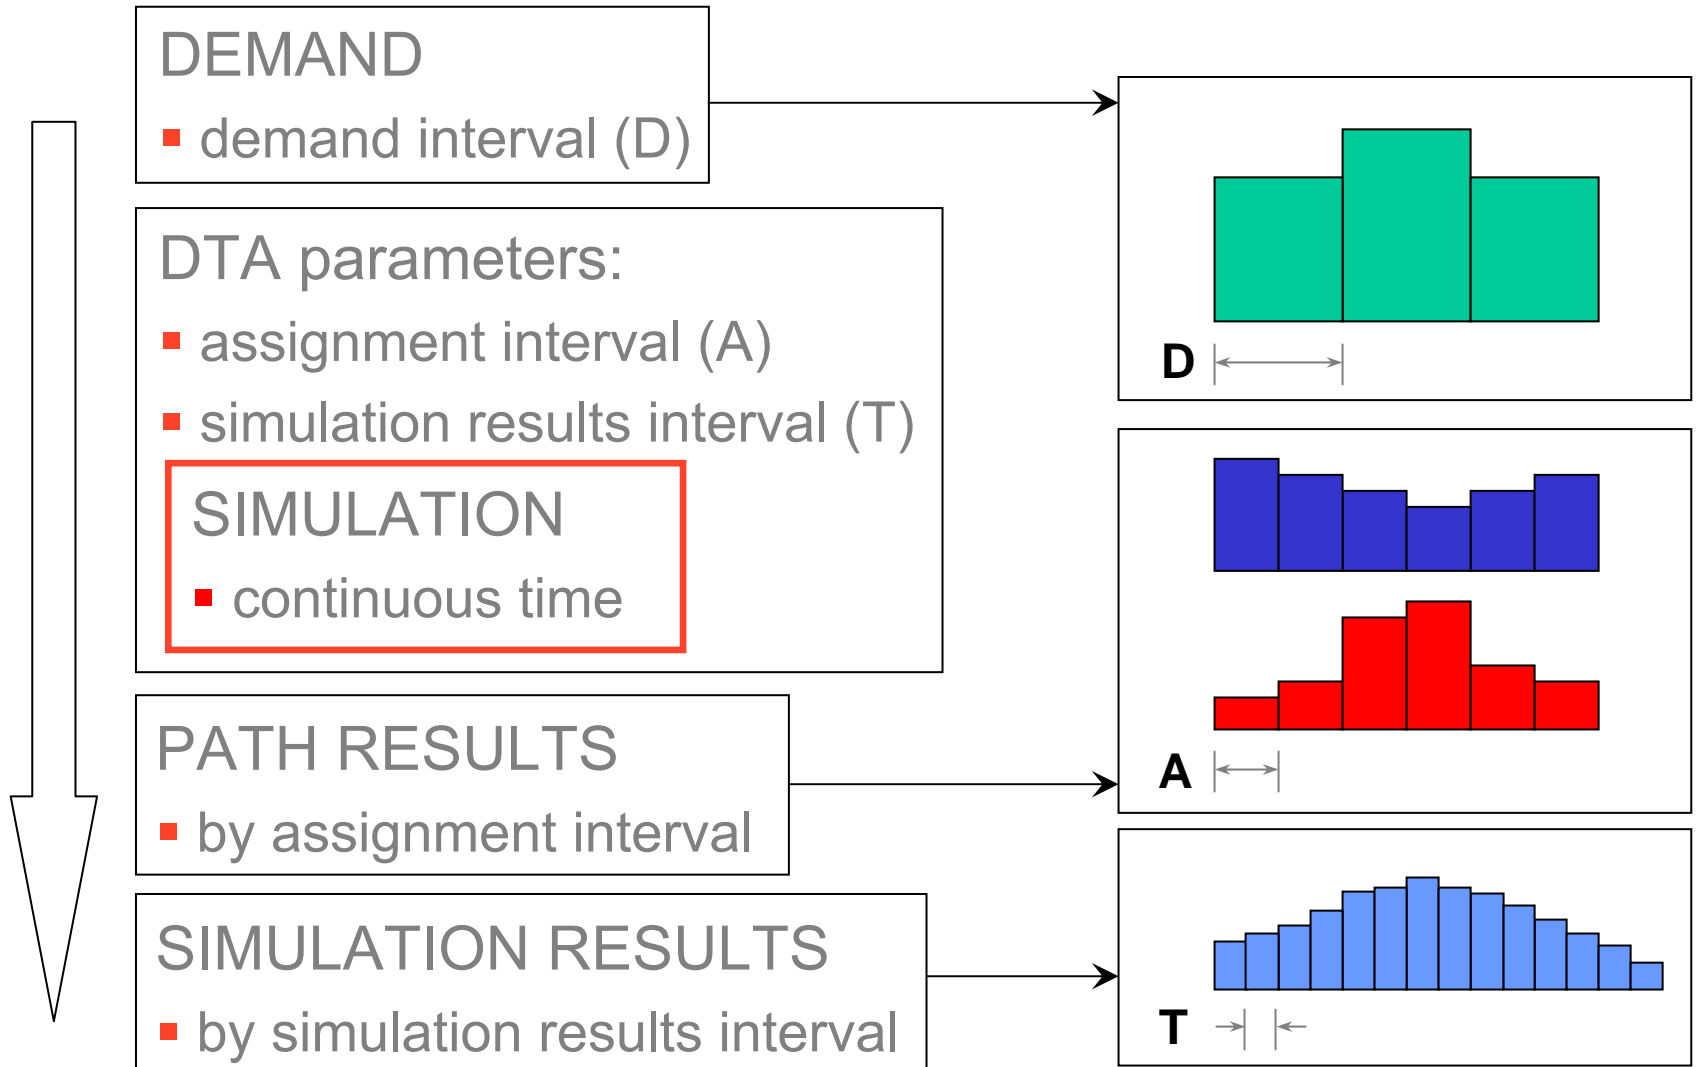 DEMAND
▪ demand interval (D)
DTA parameters:
▪ assignment interval (A)
▪ simulation results interval (T)
SIMULATION
▪ continuous time
PATH RESULTS
▪ by assignment interval
SIMULATION RESULTS
▪ by simulation results interval
D
A
T